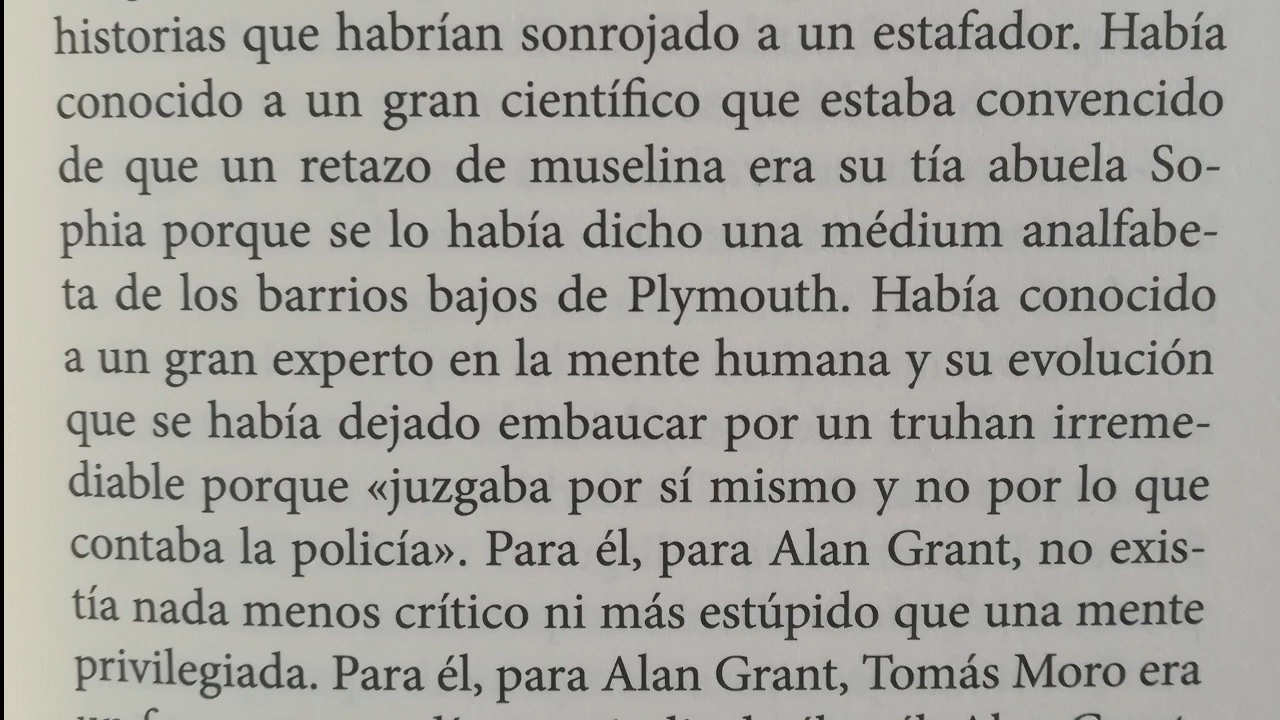 historias que habrían sonrojado a un estafador. Había
conocido a un gran científico que estaba convencido
de que un retazo de muselina era su tía abuela So-
phia porque se lo había dicho una médium analfabe-
ta de los barrios bajos de Plymouth. Había conocido
a un gran experto en la mente humana y su evolución
que se había dejado embaucar por un truhan irreme-
diable porque «juzgaba por sí mismo y no por lo que
contaba la policía». Para él, para Alan Grant, no exis-
tía nada menos crítico ni más estúpido que una mente
privilegiada. Para él, para Alan Grant, Tomás Moro era